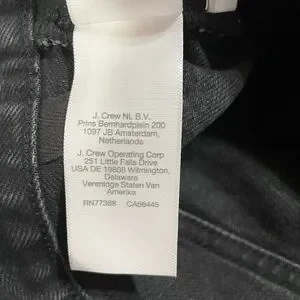 J. Crew NL B.V.
Prins Bernhardplein 200
1097 JB Amsterdam,
Netherlands
J. Crew Operating Corp
251 Little Falls Drive
USA DE 19808 Wilmington,
Delaware
Verenidge Staten Van
Amerika
RN77388 CA56445